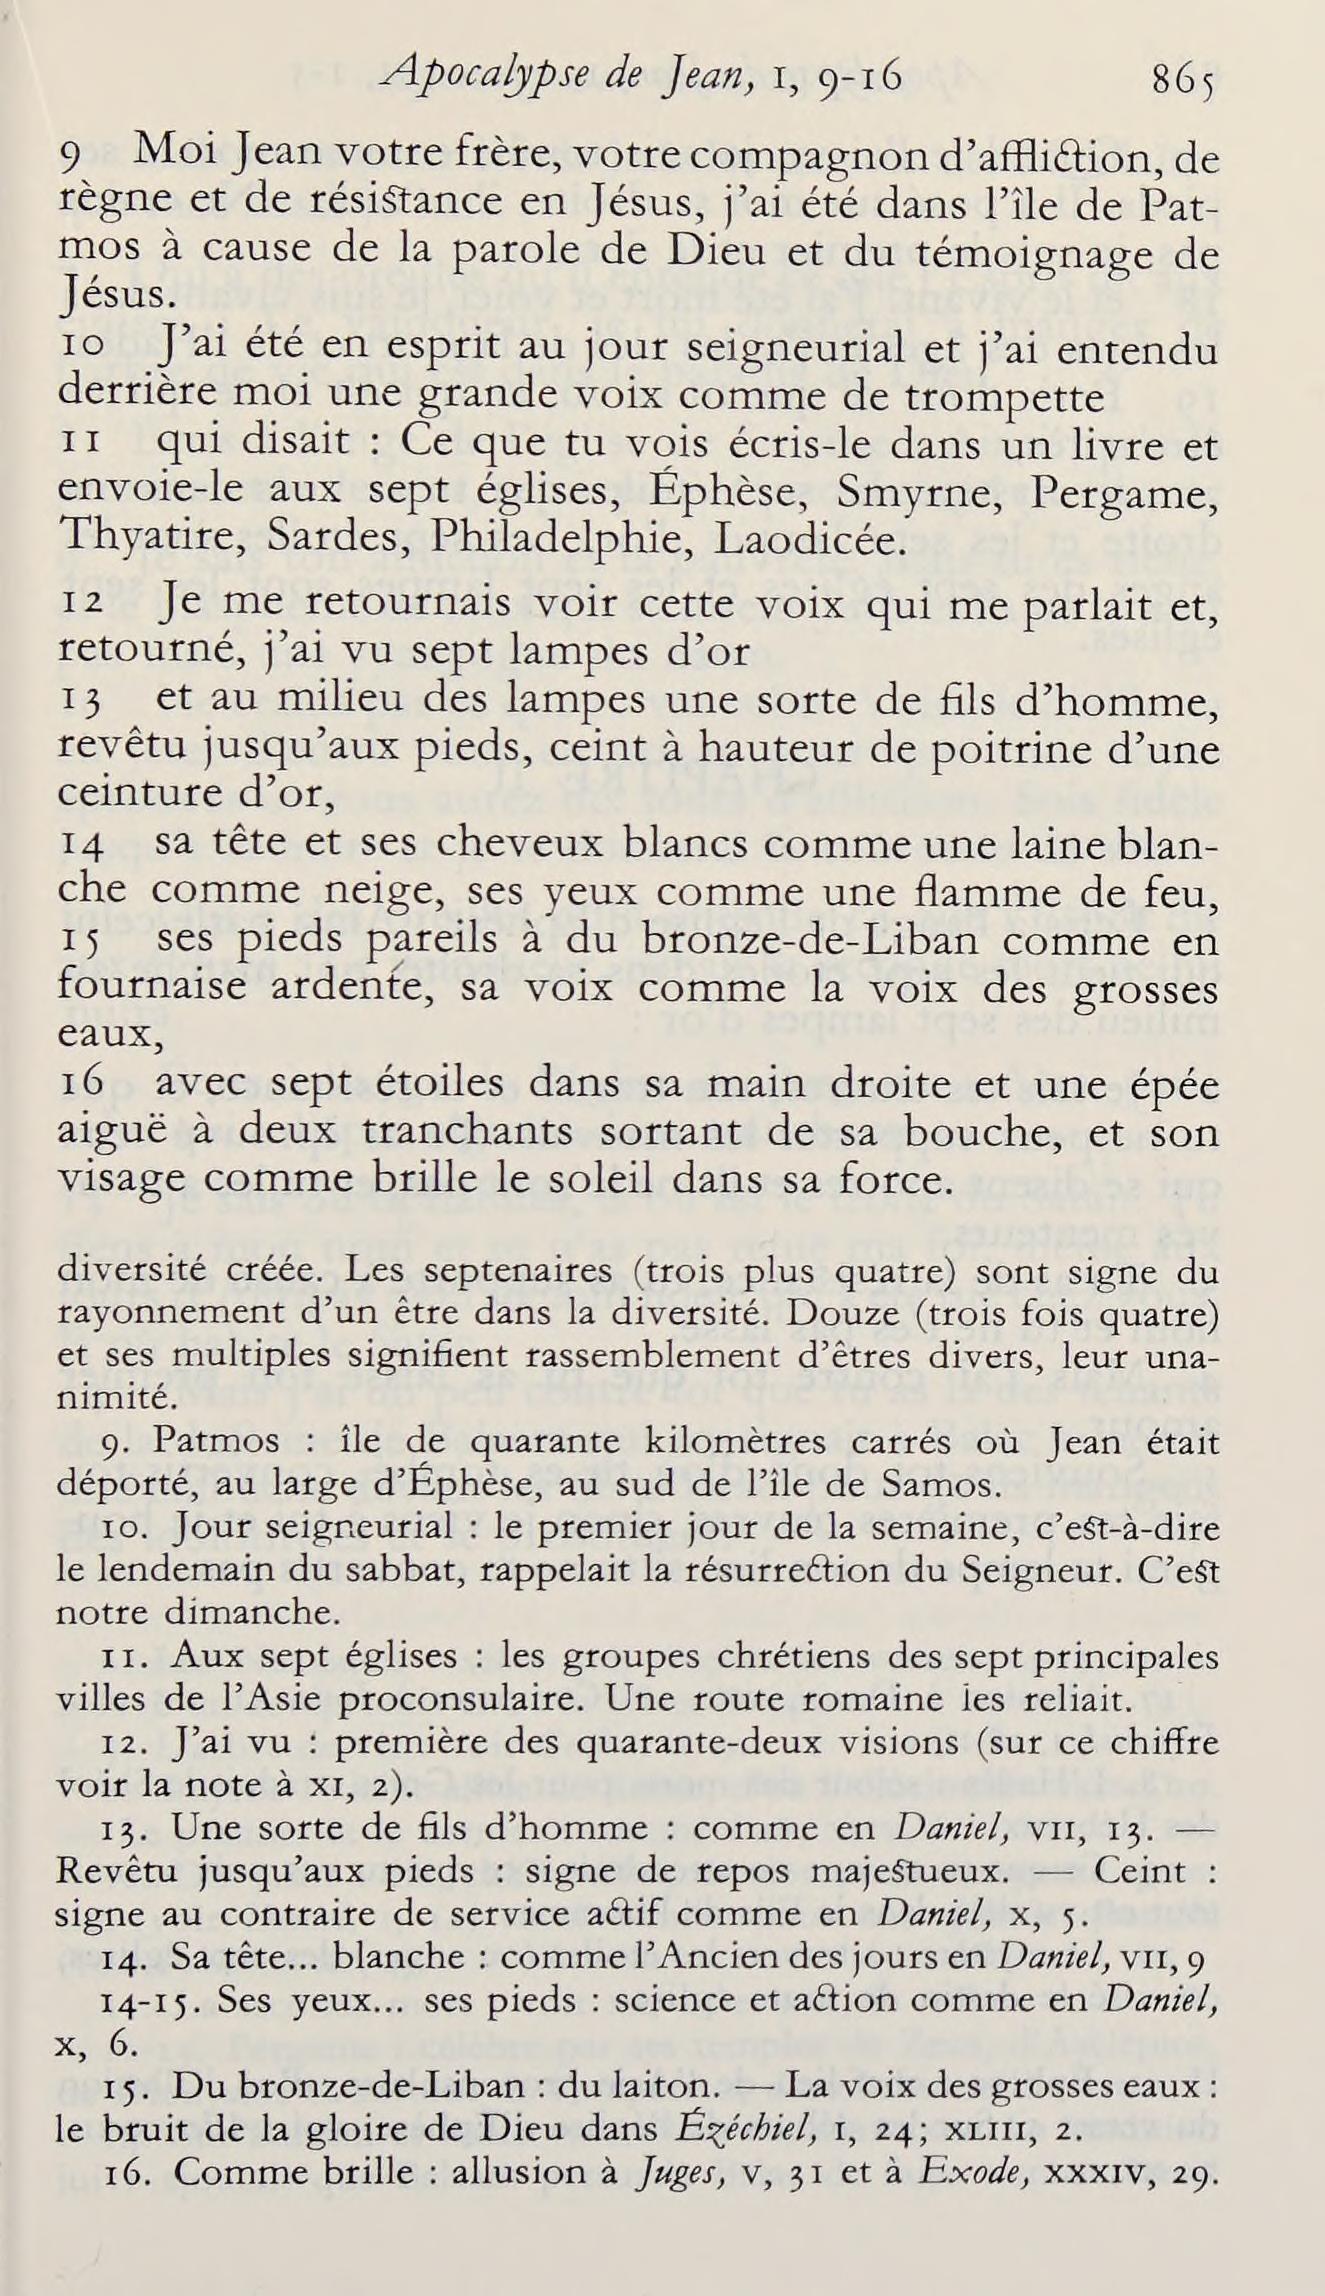 Apocalypse de Jean, I, 9-16 865
9 Moi Jean votre frère, votre compagnon d’affliction, de
règne et de résistance en Jésus, j’ai été dans l’île de Pat-
mos à cause de la parole de Dieu et du témoignage de
Jésus.
10 J’ai été en esprit au jour seigneurial et j’ai entendu
derrière moi une grande voix comme de trompette
11 qui disait : Ce que tu vois écris-le dans un livre et
envoie-le aux sept églises, Éphèse, Smyrne, Pergame,
Thyatire, Sardes, Philadelphie, Laodicée.
12 Je me retournais voir cette voix qui me parlait et,
retourné, j’ai vu sept lampes d’or
13 et au milieu des lampes une sorte de fils d’homme,
revêtu jusqu’aux pieds, ceint à hauteur de poitrine d’une
ceinture d’or,
14 sa tête et ses cheveux blancs comme une laine blan-
che comme neige, ses yeux comme une flamme de feu,
15 ses pieds pareils à du bronze-de-Liban comme en
fournaise ardente, sa voix comme la voix des grosses
eaux,
16 avec sept étoiles dans sa main droite et une épée
aiguë à deux tranchants sortant de sa bouche, et son
visage comme brille le soleil dans sa force.
diversité créée. Les septenaires (trois plus quatre) sont signe du
rayonnement d’un être dans la diversité. Douze (trois fois quatre)
et ses multiples signifient rassemblement d’êtres divers, leur una-
nimité.
9. Patmos : île de quarante kilomètres carrés où Jean était
déporté, au large d’Éphèse, au sud de l’île de Samos.
10. Jour seigneurial : le premier jour de la semaine, c’est-à-dire
le lendemain du sabbat, rappelait la résurrection du Seigneur. C’est
notre dimanche.
11. Aux sept églises : les groupes chrétiens des sept principales
villes de l’Asie proconsulaire. Une route romaine les reliait.
12. J’ai vu : première des quarante-deux visions (sur ce chiffre
voir la note à XI, 2).
13. Une sorte de fils d’homme : comme en Daniel, VII, 13. —
Revêtu jusqu’aux pieds : signe de repos majestueux. — Ceint :
signe au contraire de service actif comme en Daniel, X, 5.
14. Sa tête... blanche : comme l’Ancien des jours en Daniel, VII, 9
14-15. Ses yeux... ses pieds : science et action comme en Daniel,
X, 6.
15. Du bronze-de-Liban : du laiton. — La voix des grosses eaux :
le bruit de la gloire de Dieu dans Ézéchiel, I, 24; XLIII, 2.
16. Comme brille : allusion à Juges, V, 31 et à Exode, XXXIV, 29.